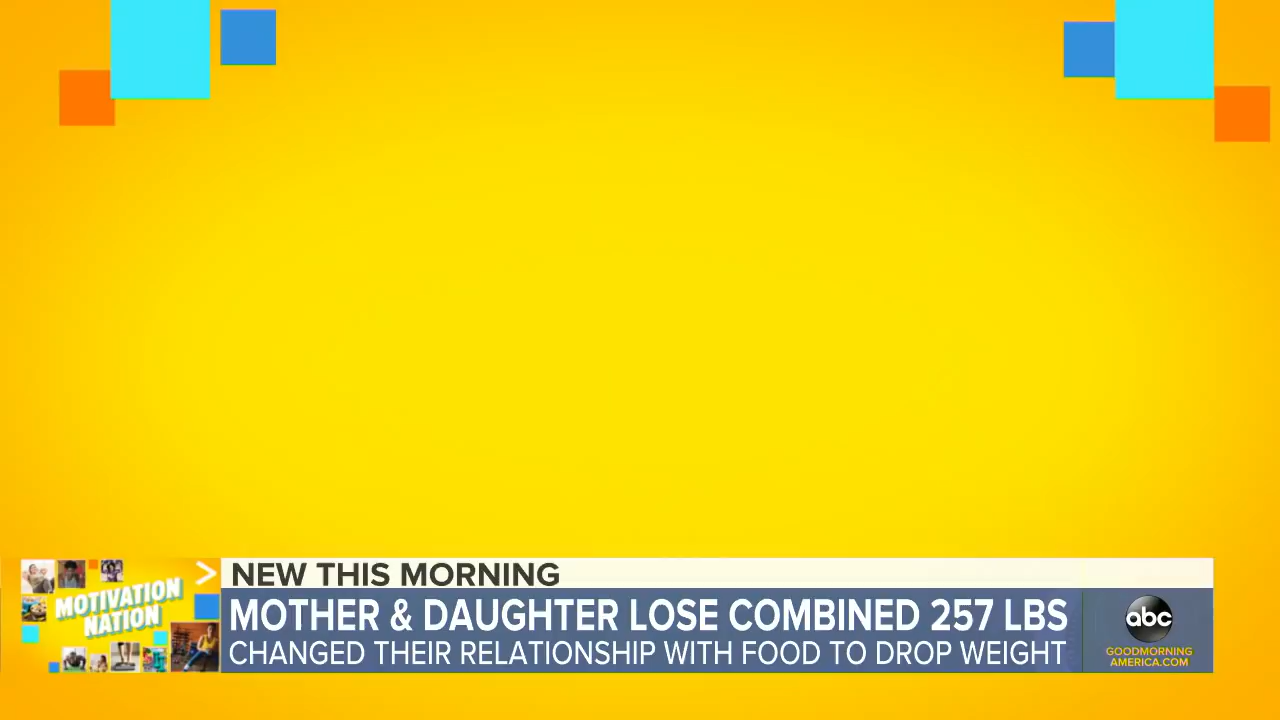 NEW THIS MORNING
MOTIVATION
NATION
MOTHER & DAUGHTER LOSE COMBINED 257 LBS
CHANGED THEIR RELATIONSHIP WITH FOOD TO DROP WEIGHT
abc
GOODMORNING
AMERICA.COM